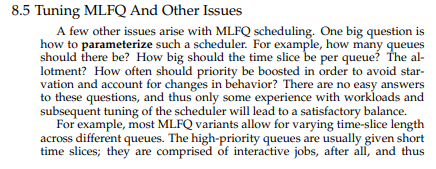 8.5 Tuning MLFQ And Other Issues
A few other issues arise with MLFQ scheduling. One big question is
how to parameterize such a scheduler. For example, how many queues
should there be? How big should the time slice be per queue? The al-
lotment? How often should priority be boosted in order to avoid star-
vation and account for changes in behavior? There are no easy answers
to these questions, and thus only some experience with workloads and
subsequent tuning of the scheduler will lead to a satisfactory balance.
For example, most MLFQ variants allow for varying time-slice length
across different queues. The high-priority queues are usually given short
time slices; they are comprised of interactive jobs, after all, and thus